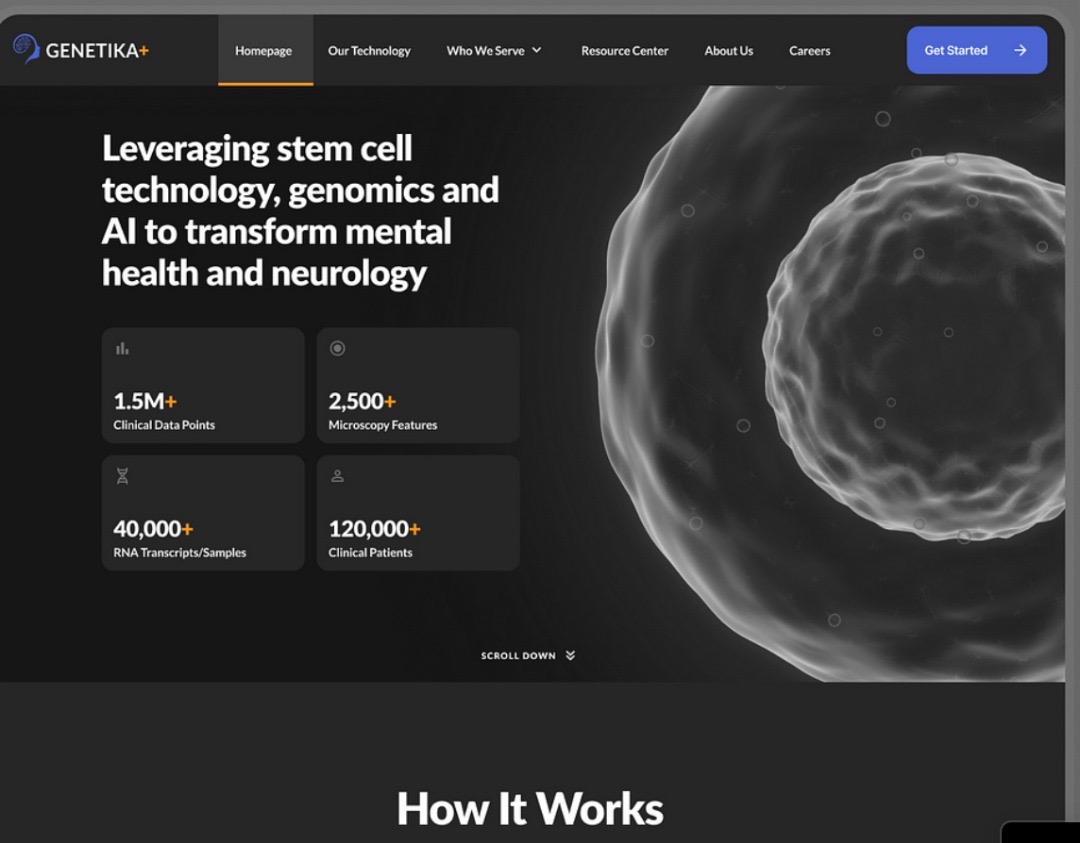 GENETIKA+
Homepage
Our Technology
Who We Serve
Resource Center
About Us
Careers
Get Started
Leveraging stem cell
technology, genomics and
AI to transform mental
health and neurology
1.5M+
Clinical Data Points
2,500+
Microscopy Features
40,000+
RNA Transcripts/Samples
120,000+
Clinical Patients
SCROLL DOWN
How It Works